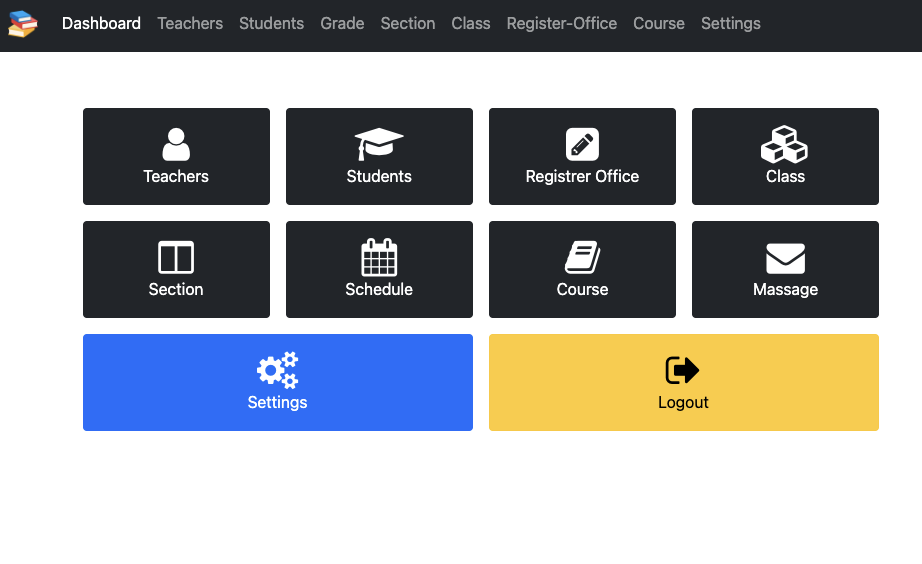 Dashboard Teachers Students Grade Section Class Register-Office Course Settings
Teachers Students Registrer Office Class
Section Schedule Course Massage
Settings Logout